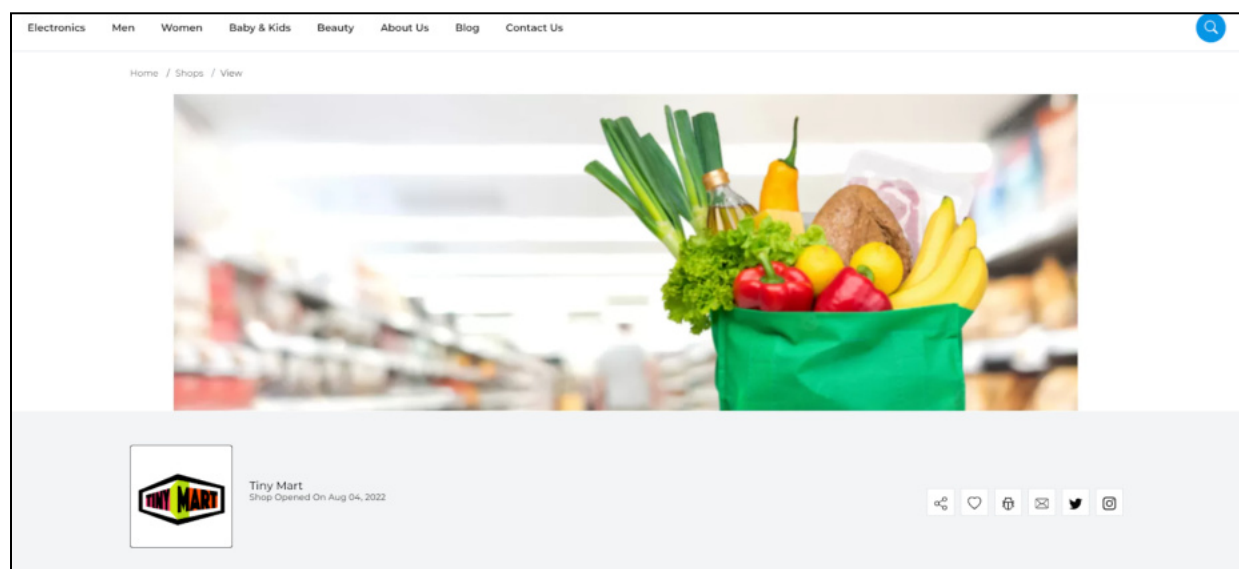 Electronics Men Women Baby & Kids Beauty About Us Blog Contact Us
Home / Shops / View
TINY MART
Tiny Mart
Shop Opened On Aug 04, 2022